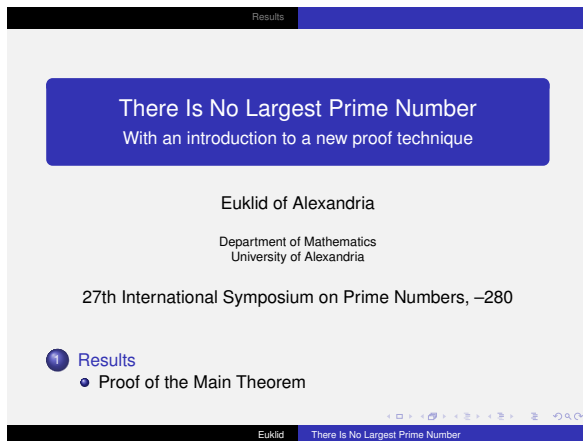 Results
There Is No Largest Prime Number
With an introduction to a new proof technique
Euklid of Alexandria
Department of Mathematics
University of Alexandria
27th International Symposium on Prime Numbers, –280
1 Results
Proof of the Main Theorem
Euklid There Is No Largest Prime Number